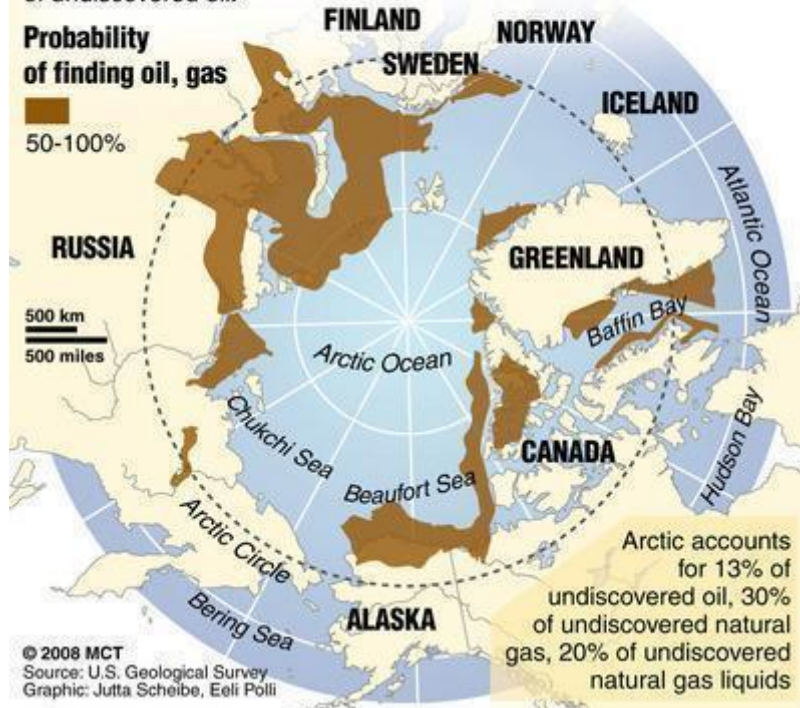 of undiscovered oil.
Probability
of finding oil, gas
50-100%
FINLAND
NORWAY
SWEDEN
ICELAND
Atlantic Ocean
RUSSIA
GREENLAND
500 km
500 miles
Baffin Bay
Arctic Ocean
Chukchi Sea
CANADA
Hudson Bay
Beaufort Sea
Arctic Circle
Bering Sea
ALASKA
Arctic accounts
for 13% of
undiscovered oil, 30%
of undiscovered natural
gas, 20% of undiscovered
natural gas liquids
© 2008 MCT
Source: U.S. Geological Survey
Graphic: Jutta Scheibe, Eeli Polli